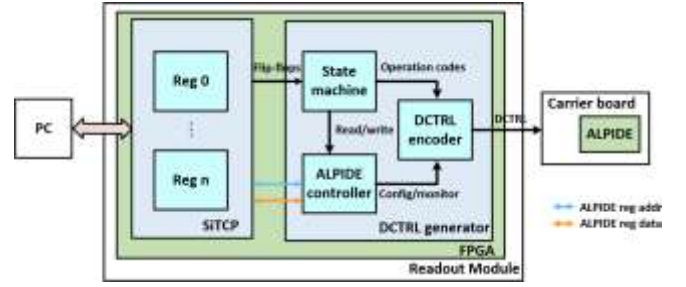 PC
Reg 0
Reg n
SiTCP
Flip-flops
State
machine
Operation codes
Read/write
ALPIDE
controller
Config/monitor
DCTRL
encoder
DCTRL generator
FPGA
Readout Module
DCTRL
Carrier board
ALPIDE
ALPIDE reg addr
ALPIDE reg data